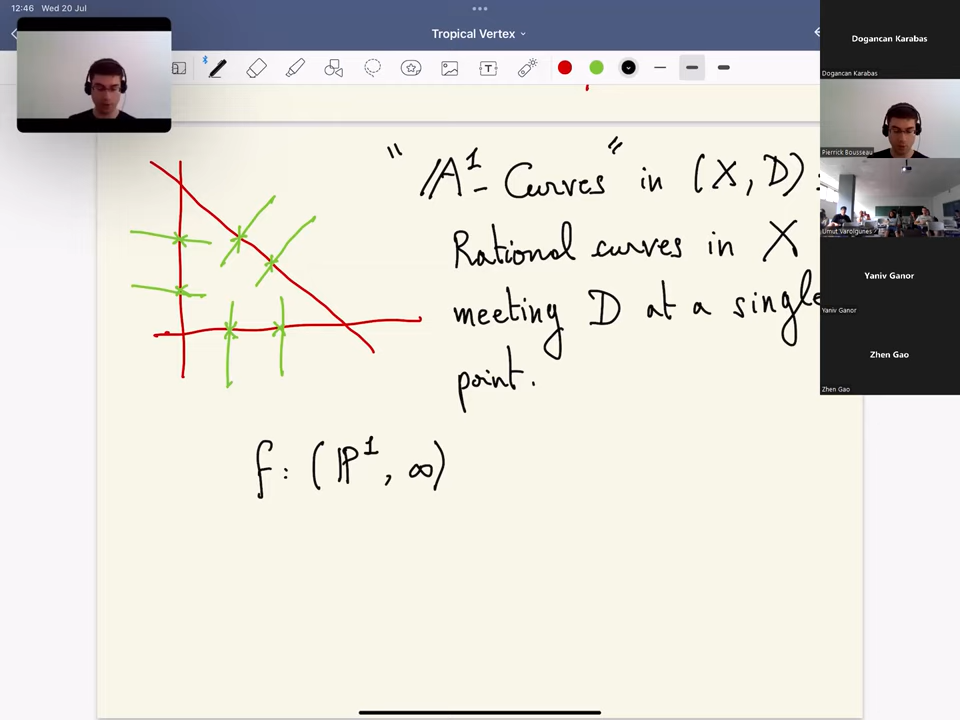 12:46 Wed 20 Jul
Tropical Vertex
Dogancan Karabas
Dogancan Karabas
Pierrick Bousseau
Umut Varolgunes
Yaniv Ganor
Yaniv Ganor
Zhen Gao
Zhen Gao
" 𝔸¹- Curves " in (X, D):
Rational curves in X
meeting D at a single
point.
f: (ℙ¹, ∞)